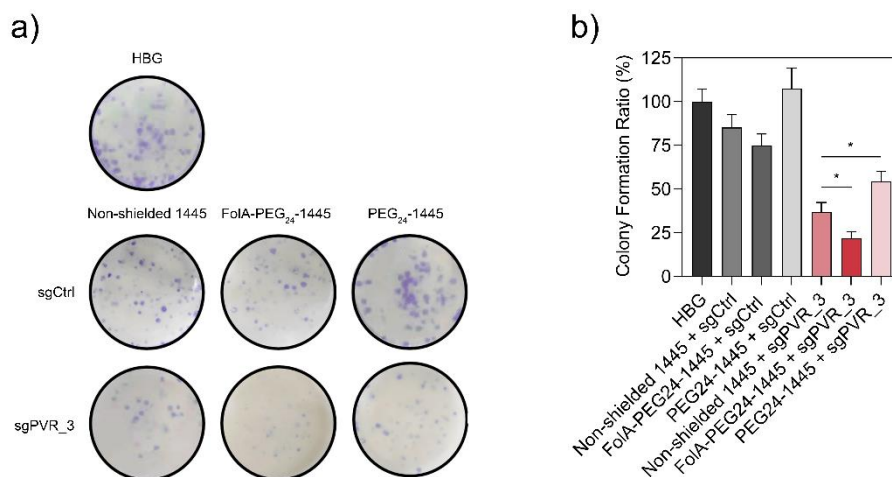 a)
HBG
Non-shielded 1445
FolA-PEG24-1445
PEG24-1445
sgCtrl
sgPVR_3
b)
Colony Formation Ratio (%)
125
100
75
50
25
0
*
*
HBG
Non-shielded 1445 + sgCtrl
FolA-PEG24-1445 + sgCtrl
PEG24-1445 + sgCtrl
Non-shielded 1445 + sgPVR_3
FolA-PEG24-1445 + sgPVR_3
PEG24-1445 + sgPVR_3